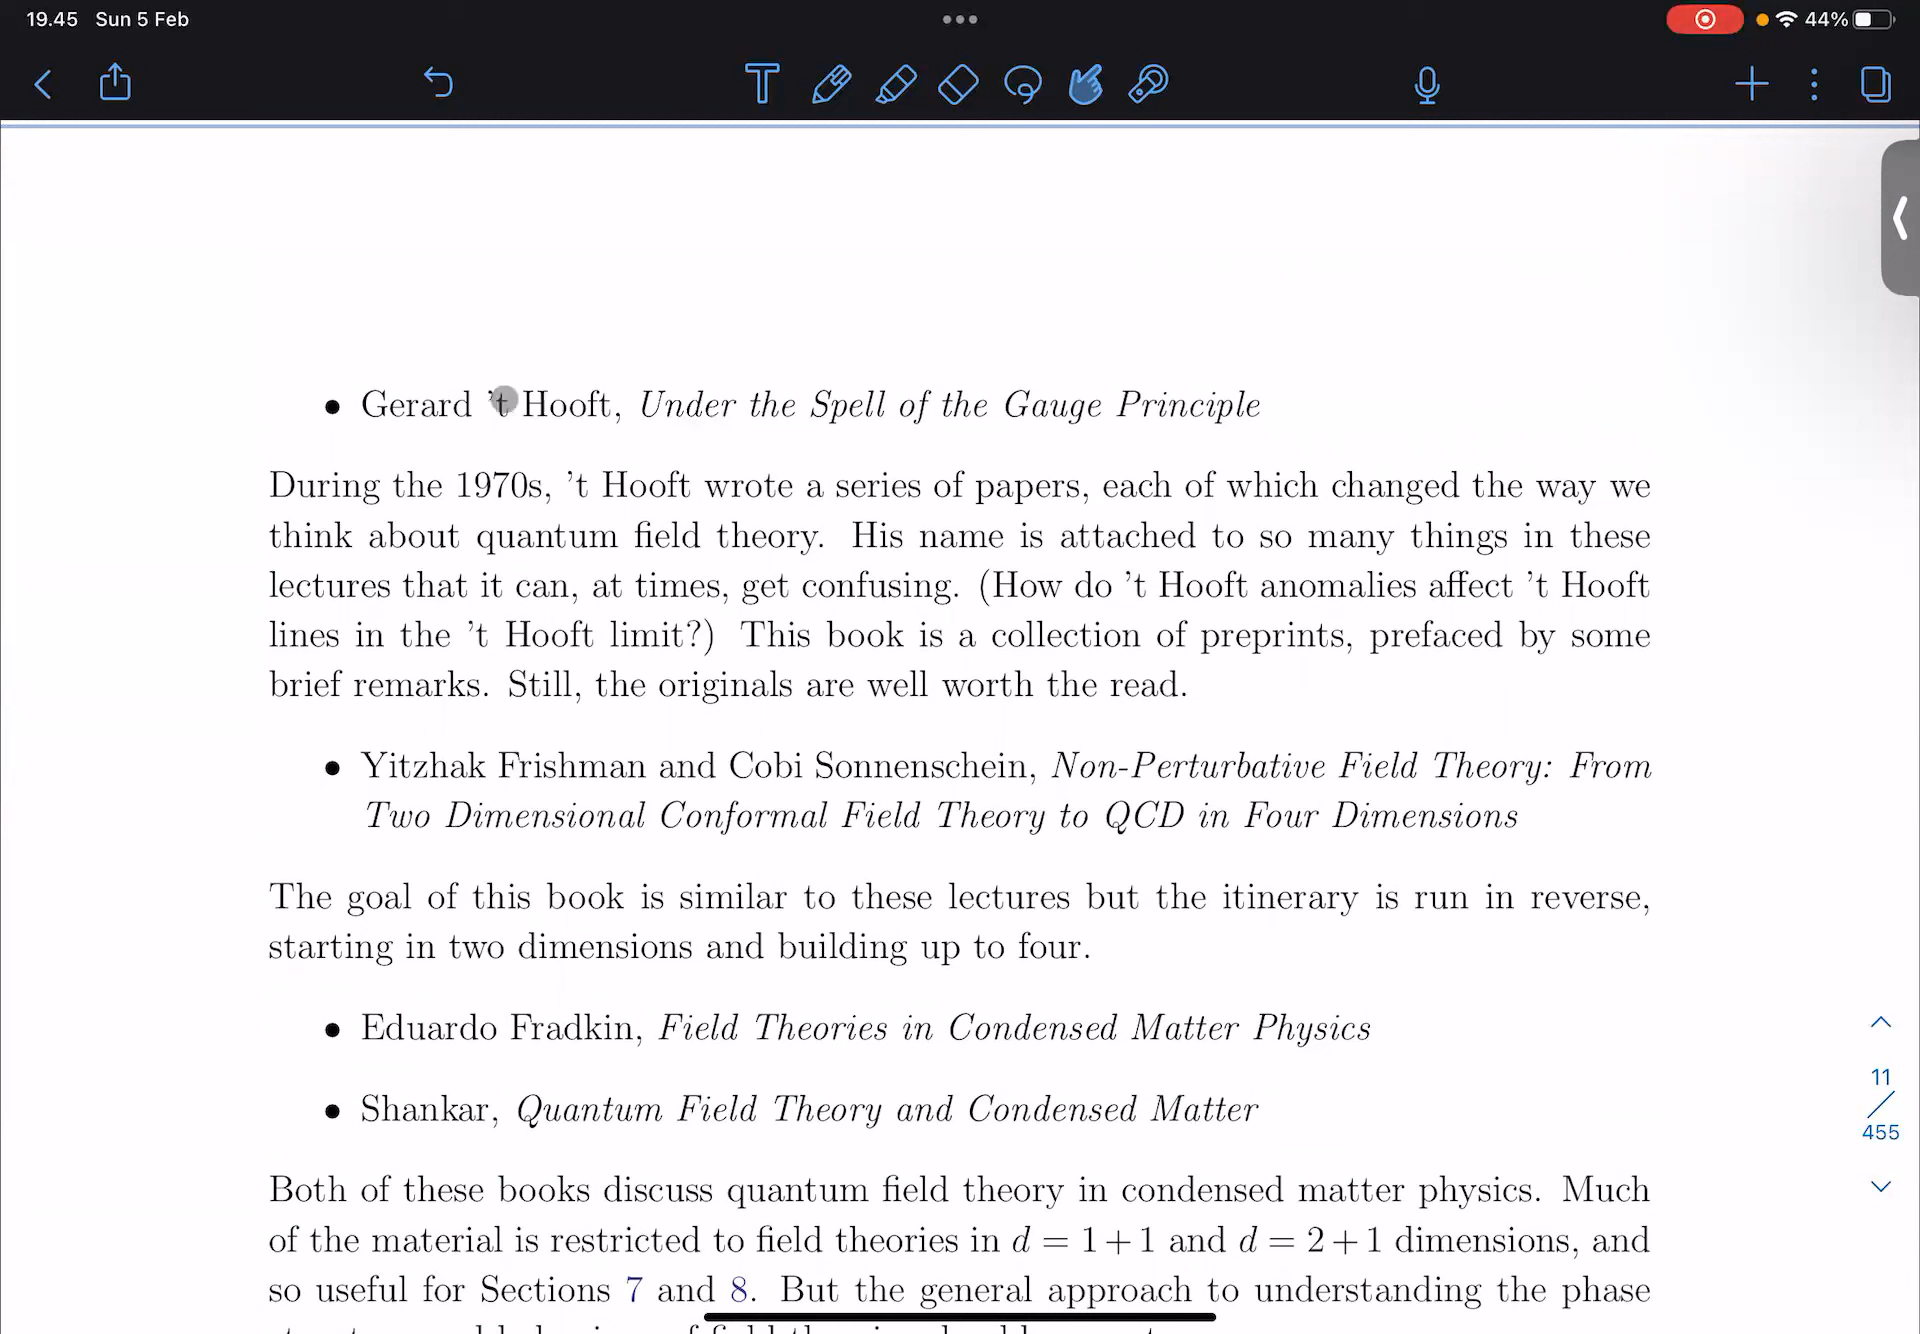 19.45 Sun 5 Feb
44%
• Gerard ’t Hooft, Under the Spell of the Gauge Principle
During the 1970s, ’t Hooft wrote a series of papers, each of which changed the way we
think about quantum field theory. His name is attached to so many things in these
lectures that it can, at times, get confusing. (How do ’t Hooft anomalies affect ’t Hooft
lines in the ’t Hooft limit?) This book is a collection of preprints, prefaced by some
brief remarks. Still, the originals are well worth the read.
• Yitzhak Frishman and Cobi Sonnenschein, Non-Perturbative Field Theory: From
Two Dimensional Conformal Field Theory to QCD in Four Dimensions
The goal of this book is similar to these lectures but the itinerary is run in reverse,
starting in two dimensions and building up to four.
• Eduardo Fradkin, Field Theories in Condensed Matter Physics
• Shankar, Quantum Field Theory and Condensed Matter
Both of these books discuss quantum field theory in condensed matter physics. Much
of the material is restricted to field theories in d = 1+1 and d = 2+1 dimensions, and
so useful for Sections 7 and 8. But the general approach to understanding the phase
11
/
455